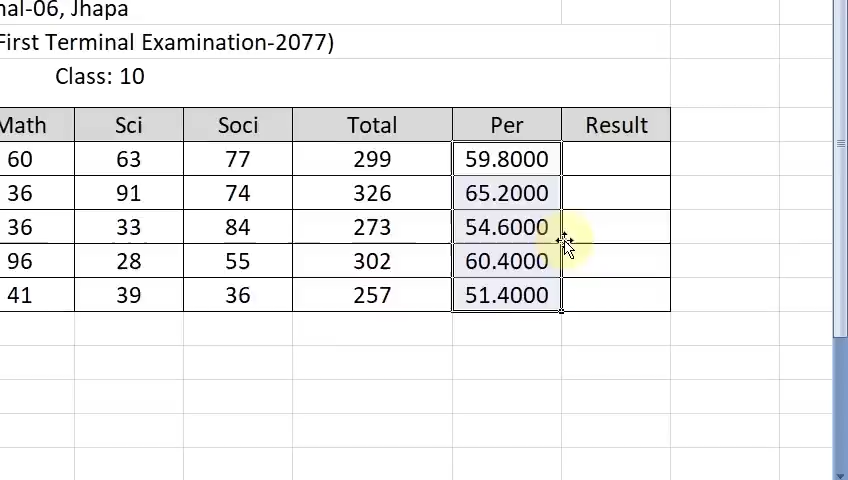 nal-06, Jhapa
First Terminal Examination-2077)
Class: 10
Math Sci Soci Total Per Result
60 63 77 299 59.8000
36 91 74 326 65.2000
36 33 84 273 54.6000
96 28 55 302 60.4000
41 39 36 257 51.4000